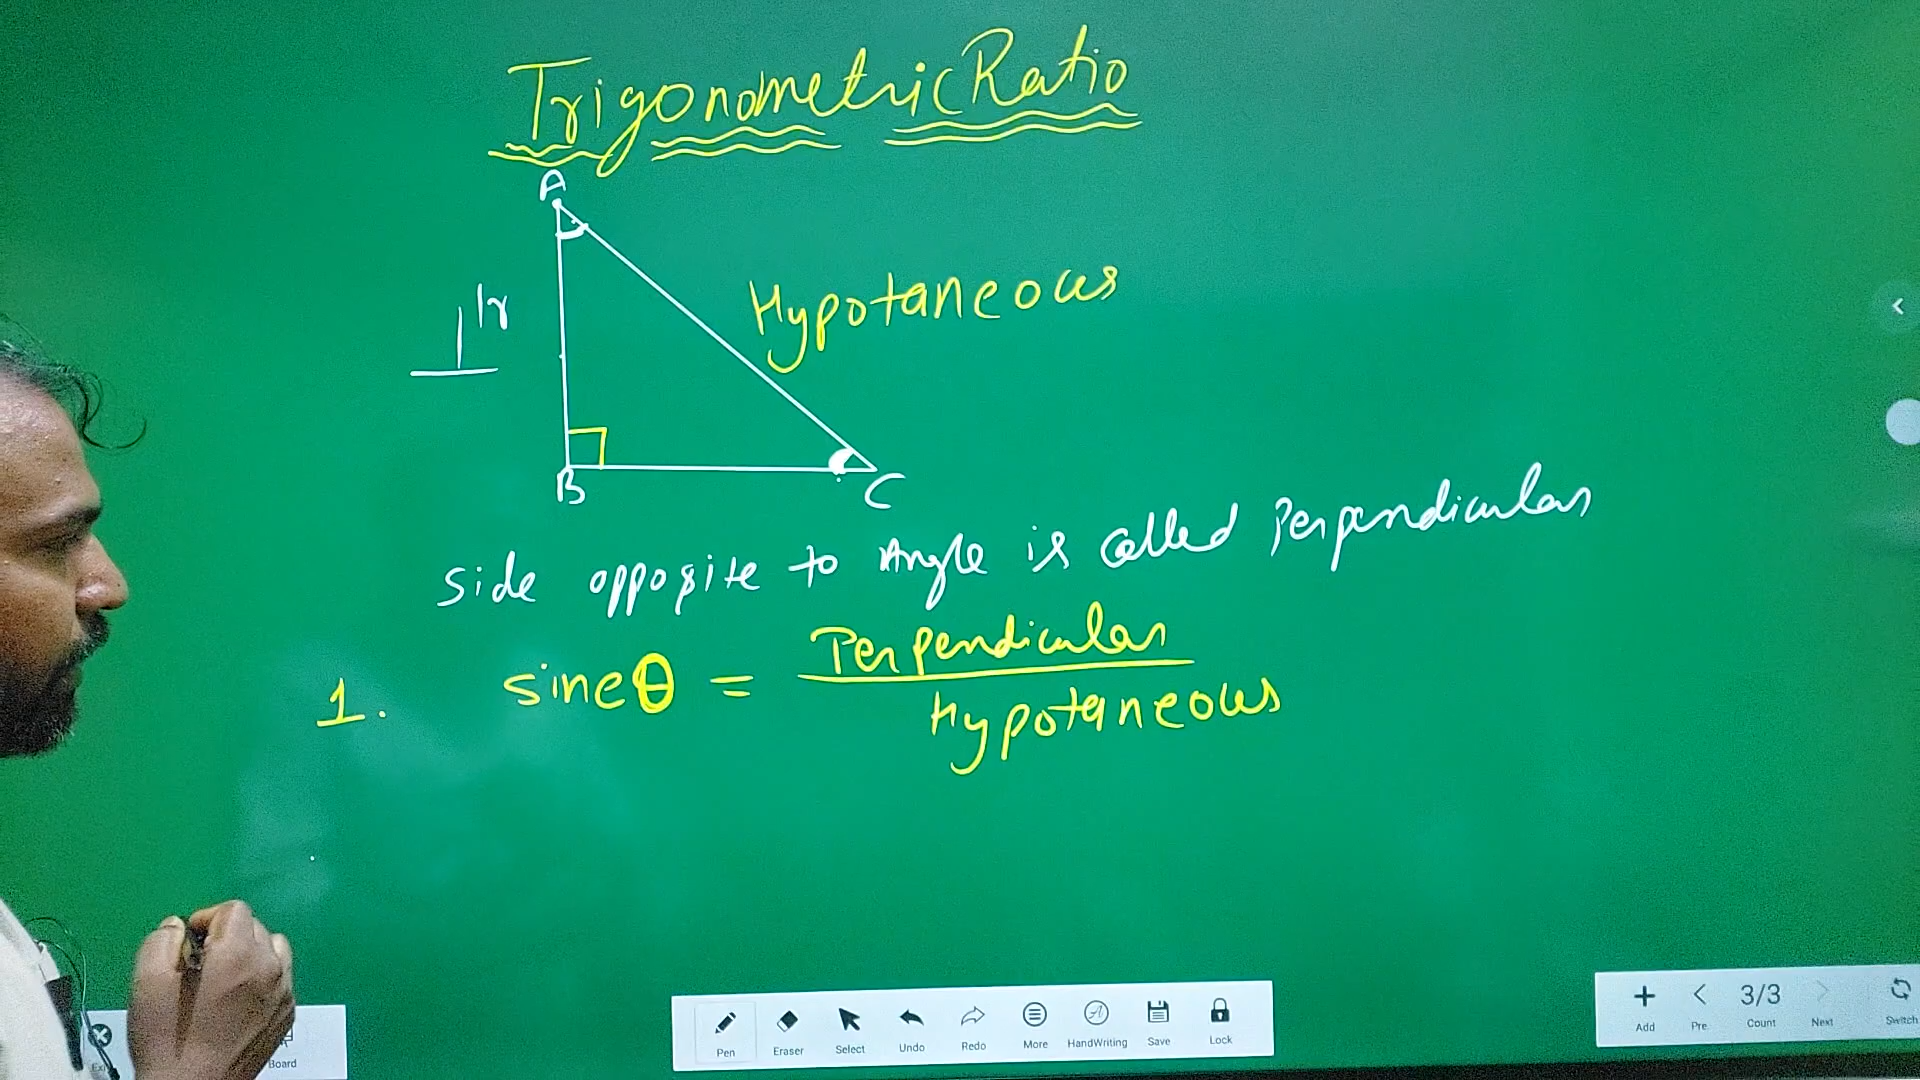 Trigonometric Ratio
A
Hypotaneous
B
C
side opposite to Angle is called Perpendicular
1. sineθ = Perpendicular
Hypotaneous
Pen Eraser Select Undo Redo More HandWriting Save Lock
Board
3/3
Add Pre Count Next Switch